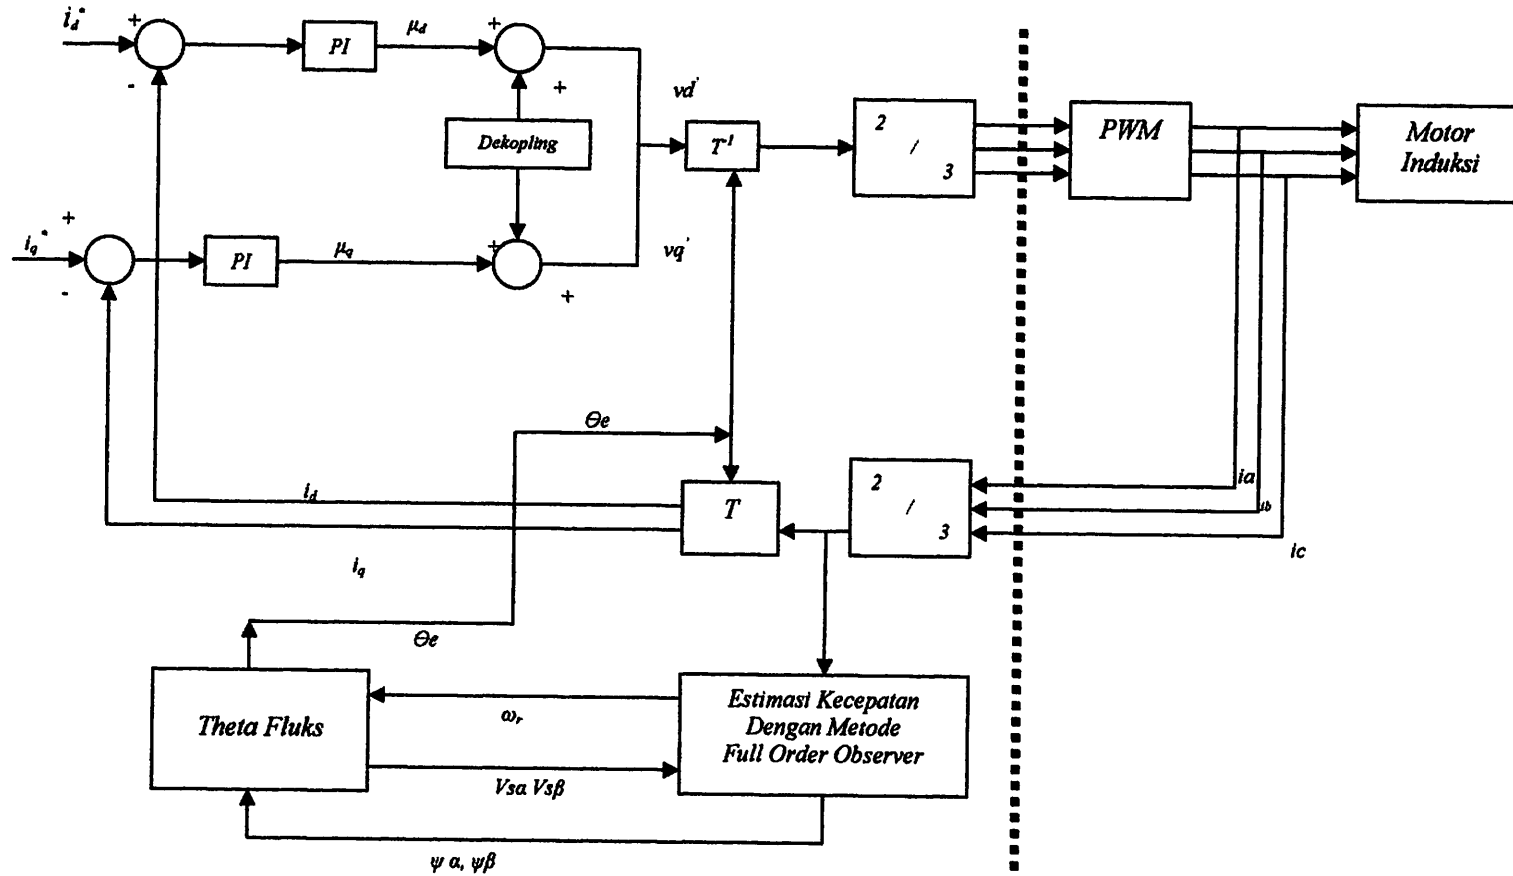 i_d*
+
-
PI
μ_d
+
+
Dekopling
vd'
T^1
2
/
3
PWM
Motor
Induksi
+
i_q*
-
PI
μ_q
+
+
vq'
Θe
i_d
T
2
/
3
ia
ib
ic
i_q
Θe
Theta Fluks
ω_r
Vsα Vsβ
Estimasi Kecepatan
Dengan Metode
Full Order Observer
ψ α, ψβ